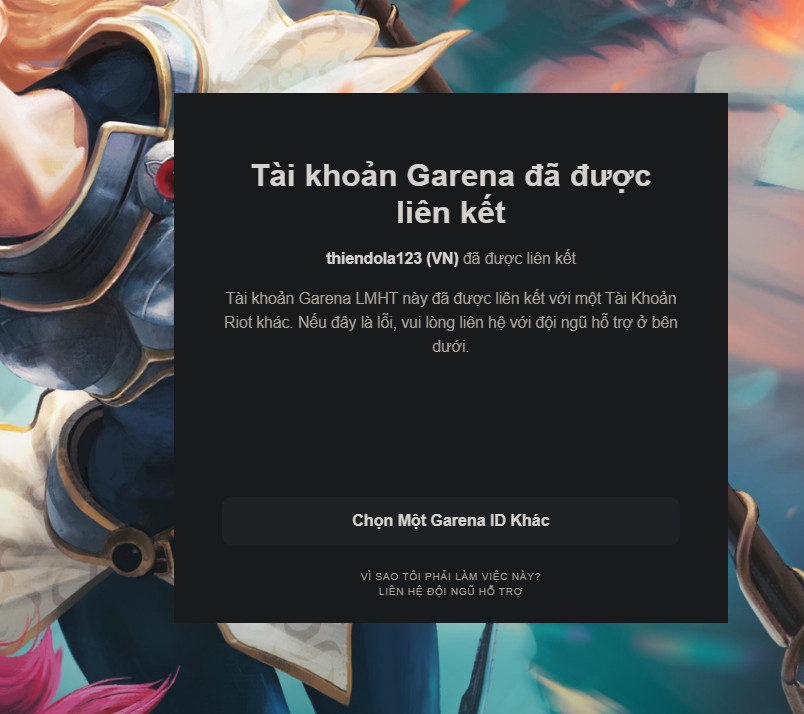 Tài khoản Garena đã được
liên kết
thiendola123 (VN) đã được liên kết
Tài khoản Garena LMHT này đã được liên kết với một Tài Khoản
Riot khác. Nếu đây là lỗi, vui lòng liên hệ với đội ngũ hỗ trợ ở bên
dưới.
Chọn Một Garena ID Khác
VÌ SAO TÔI PHẢI LÀM VIỆC NÀY?
LIÊN HỆ ĐỘI NGŨ HỖ TRỢ